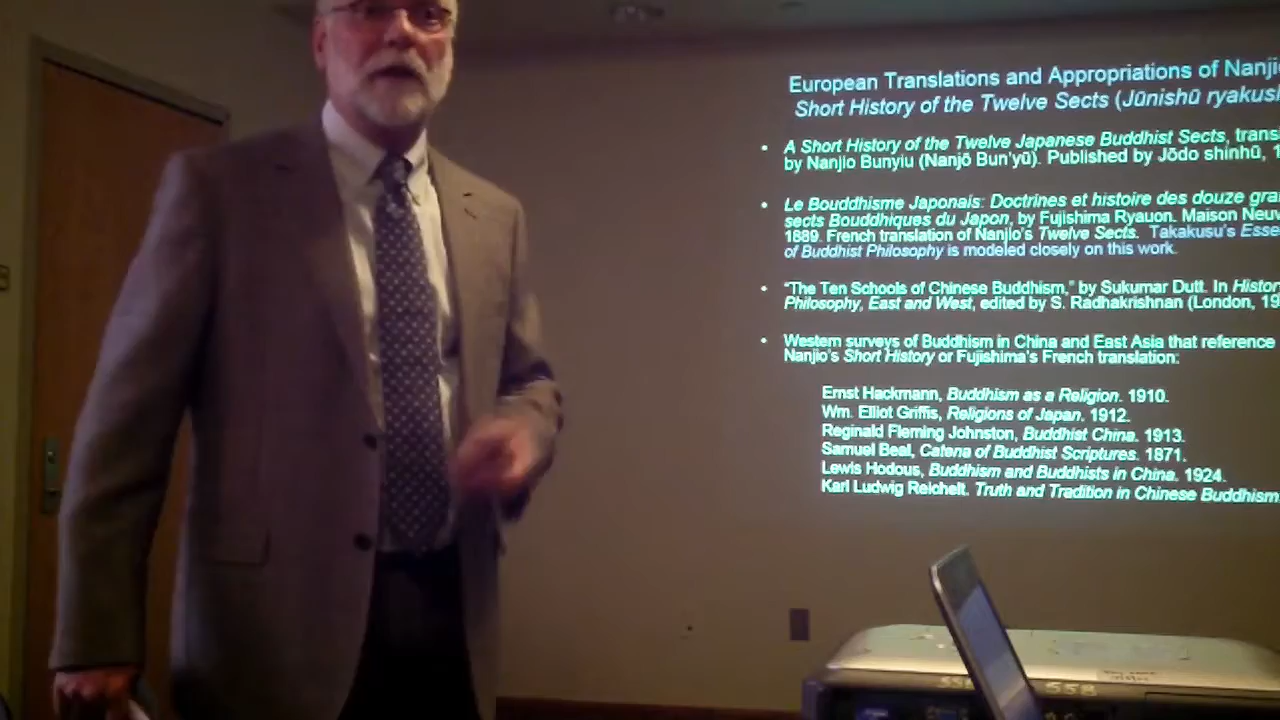 European Translations and Appropriations of Nanji
Short History of the Twelve Sects (Jūnishū ryakus
• A Short History of the Twelve Japanese Buddhist Sects, trans
by Nanjio Bunyiu (Nanjō Bun'yū). Published by Jōdo shinhū, 1
• Le Bouddhisme Japonais: Doctrines et histoire des douze gra
sects Bouddhiques du Japon, by Fujishima Ryauon. Maison Neuv
1889. French translation of Nanjio's Twelve Sects. Takakusu's Esse
of Buddhist Philosophy is modeled closely on this work.
• "The Ten Schools of Chinese Buddhism," by Sukumar Dutt. In Histor
Philosophy, East and West, edited by S. Radhakrishnan (London, 19
• Western surveys of Buddhism in China and East Asia that reference
Nanjio's Short History or Fujishima's French translation:
Ernst Hackmann, Buddhism as a Religion. 1910.
Wm. Elliot Griffis, Religions of Japan, 1912.
Reginald Fleming Johnston, Buddhist China. 1913.
Samuel Beal, Catena of Buddhist Scriptures. 1871.
Lewis Hodous, Buddhism and Buddhists in China. 1924.
Karl Ludwig Reichelt. Truth and Tradition in Chinese Buddhism
558